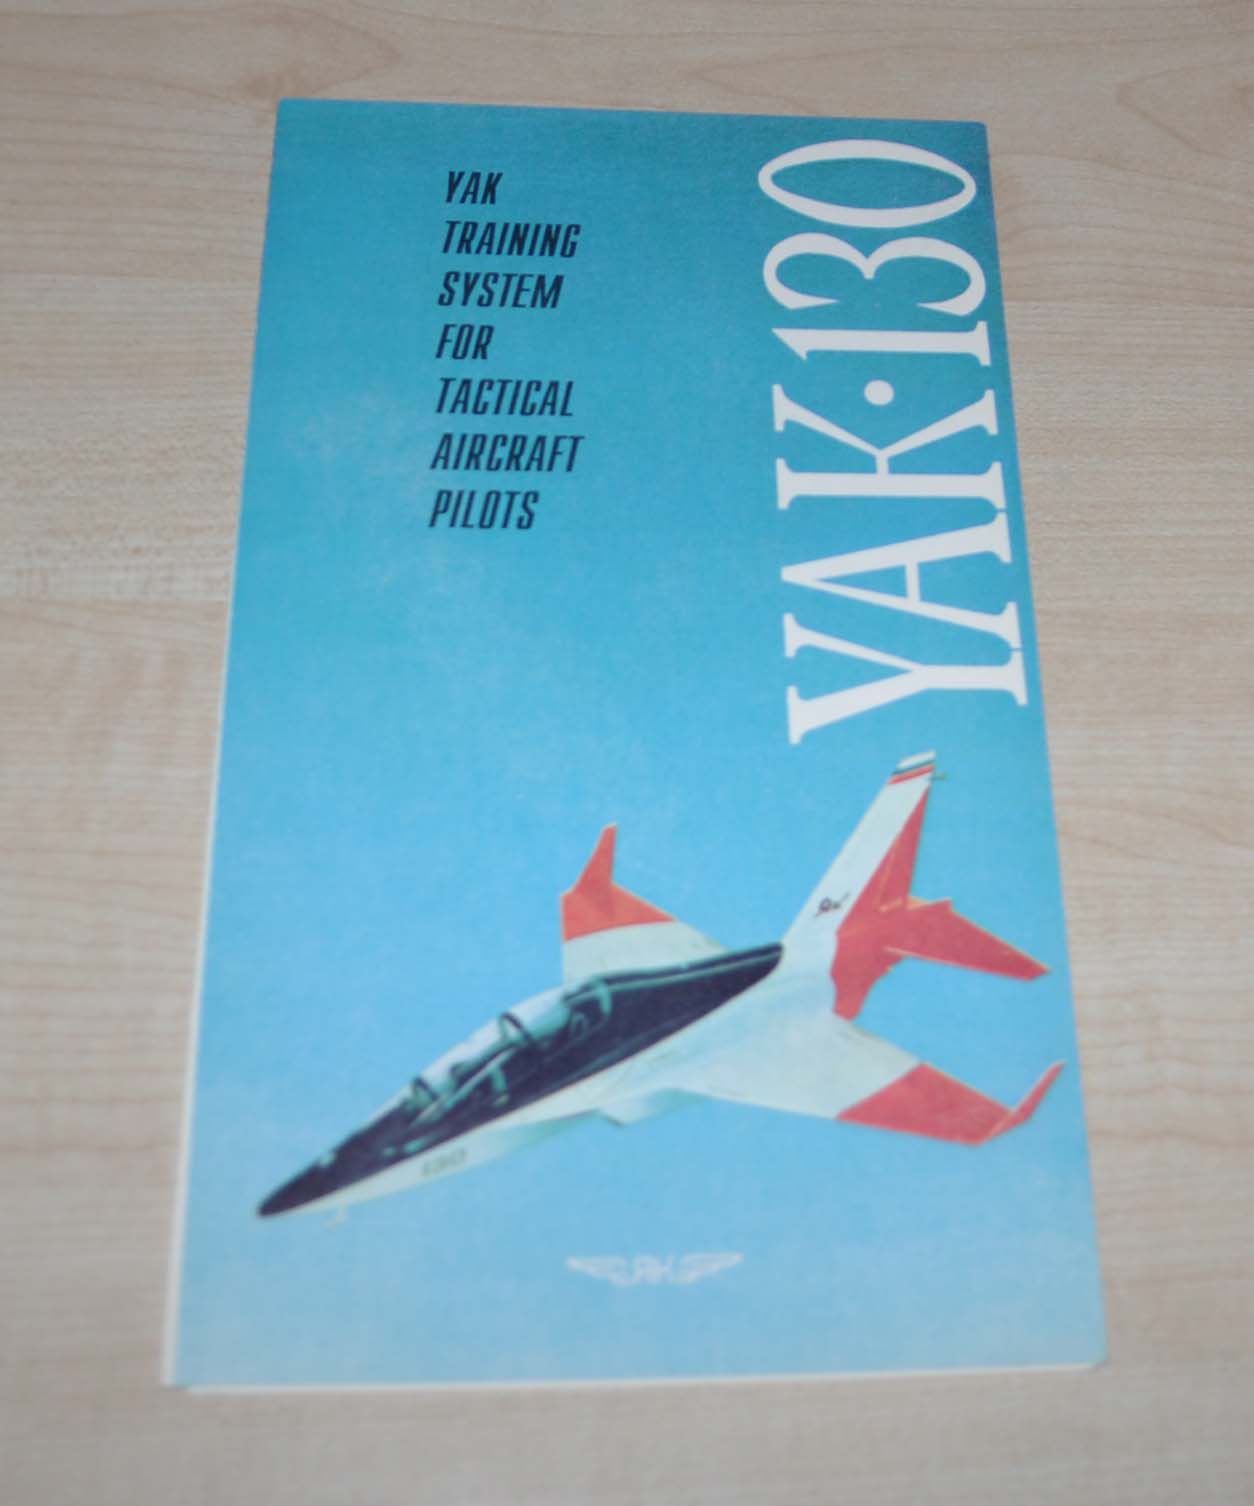 YAK
TRAINING
SYSTEM
FOR
TACTICAL
AIRCRAFT
PILOTS
YAK·130